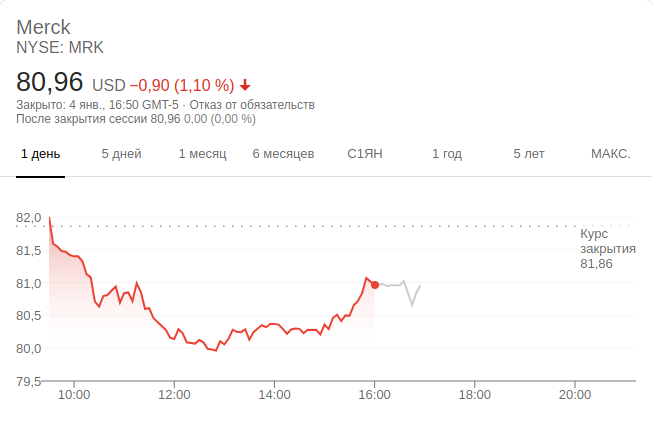 Merck
NYSE: MRK
80,96 USD −0,90 (1,10 %)
Закрыто: 4 янв., 16:50 GMT-5 · Отказ от обязательств
После закрытия сессии 80,96 0,00 (0,00 %)
1 день 5 дней 1 месяц 6 месяцев С1ЯН 1 год 5 лет МАКС.
82,0
Курс
закрытия
81,86
81,5
81,0
80,5
80,0
79,5
10:00 12:00 14:00 16:00 18:00 20:00